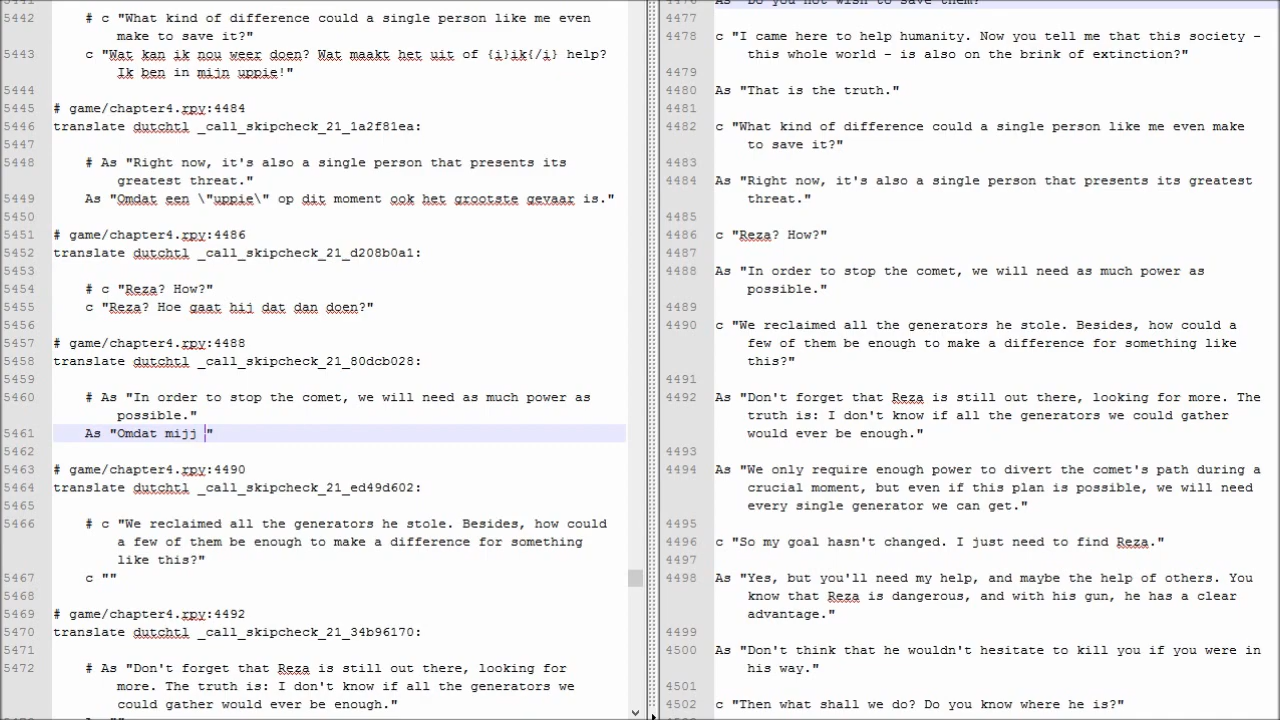 5441
5442 # c "What kind of difference could a single person like me even
make to save it?"
5443 c "Wat kan ik nou weer doen? Wat maakt het uit of {i}ik{/i} help?
Ik ben in mijn uppie!"
5444
5445 # game/chapter4.rpy:4484
5446 translate dutchtl _call_skipcheck_21_1a2f81ea:
5447
5448 # As "Right now, it's also a single person that presents its
greatest threat."
5449 As "Omdat een \"uppie\" op dit moment ook het grootste gevaar is."
5450
5451 # game/chapter4.rpy:4486
5452 translate dutchtl _call_skipcheck_21_d208b0a1:
5453
5454 # c "Reza? How?"
5455 c "Reza? Hoe gaat hij dat dan doen?"
5456
5457 # game/chapter4.rpy:4488
5458 translate dutchtl _call_skipcheck_21_80dcb028:
5459
5460 # As "In order to stop the comet, we will need as much power as
possible."
5461 As "Omdat mijj "
5462
5463 # game/chapter4.rpy:4490
5464 translate dutchtl _call_skipcheck_21_ed49d602:
5465
5466 # c "We reclaimed all the generators he stole. Besides, how could
a few of them be enough to make a difference for something
like this?"
5467 c ""
5468
5469 # game/chapter4.rpy:4492
5470 translate dutchtl _call_skipcheck_21_34b96170:
5471
5472 # As "Don't forget that Reza is still out there, looking for
more. The truth is: I don't know if all the generators we
could gather would ever be enough."
4476 As "Do you not wish to save them?"
4477
4478 c "I came here to help humanity. Now you tell me that this society -
this whole world - is also on the brink of extinction?"
4479
4480 As "That is the truth."
4481
4482 c "What kind of difference could a single person like me even make
to save it?"
4483
4484 As "Right now, it's also a single person that presents its greatest
threat."
4485
4486 c "Reza? How?"
4487
4488 As "In order to stop the comet, we will need as much power as
possible."
4489
4490 c "We reclaimed all the generators he stole. Besides, how could a
few of them be enough to make a difference for something like
this?"
4491
4492 As "Don't forget that Reza is still out there, looking for more. The
truth is: I don't know if all the generators we could gather
would ever be enough."
4493
4494 As "We only require enough power to divert the comet's path during a
crucial moment, but even if this plan is possible, we will need
every single generator we can get."
4495
4496 c "So my goal hasn't changed. I just need to find Reza."
4497
4498 As "Yes, but you'll need my help, and maybe the help of others. You
know that Reza is dangerous, and with his gun, he has a clear
advantage."
4499
4500 As "Don't think that he wouldn't hesitate to kill you if you were in
his way."
4501
4502 c "Then what shall we do? Do you know where he is?"